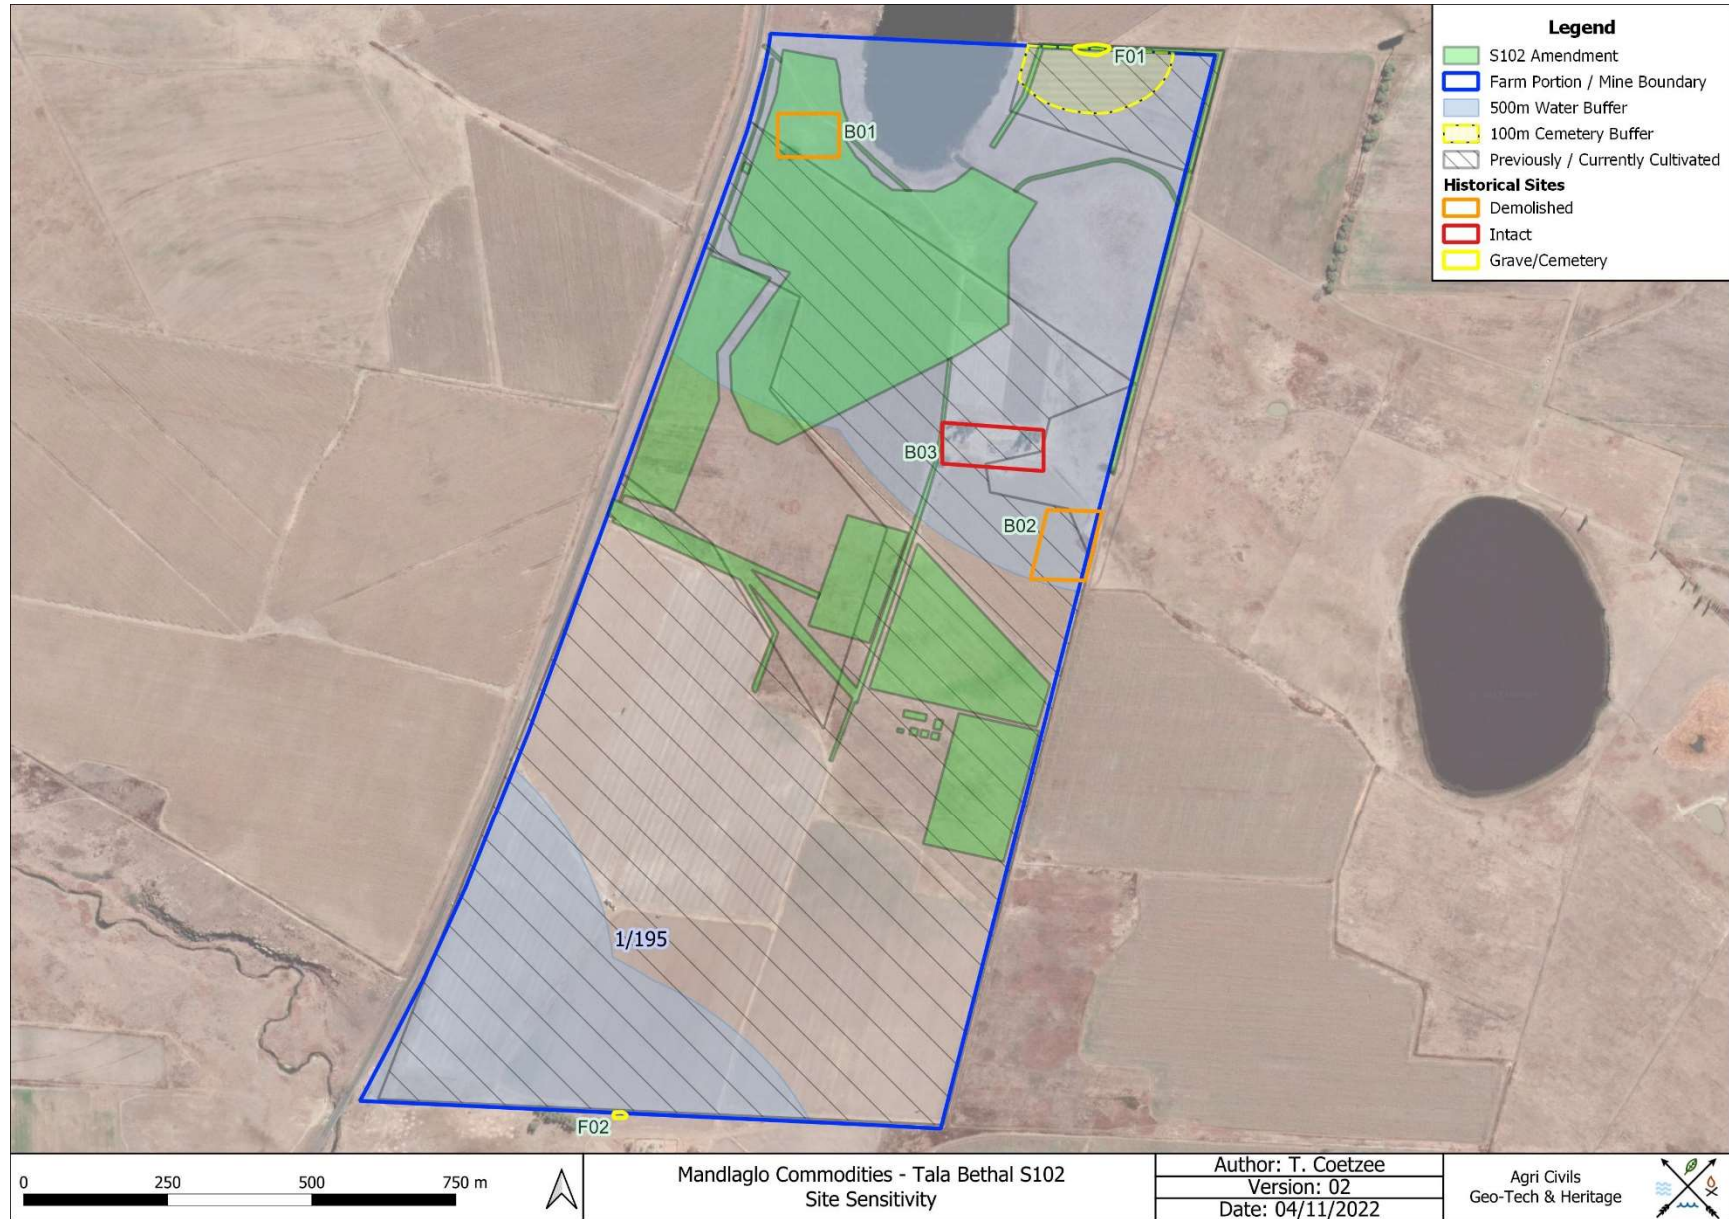 Legend
S102 Amendment
Farm Portion / Mine Boundary
500m Water Buffer
100m Cemetery Buffer
Previously / Currently Cultivated
Historical Sites
Demolished
Intact
Grave/Cemetery
F01
B01
B03
B02
1/195
F02
0 250 500 750 m
Mandlaglo Commodities - Tala Bethal S102
Site Sensitivity
Author: T. Coetzee
Version: 02
Date: 04/11/2022
Agri Civils
Geo-Tech & Heritage